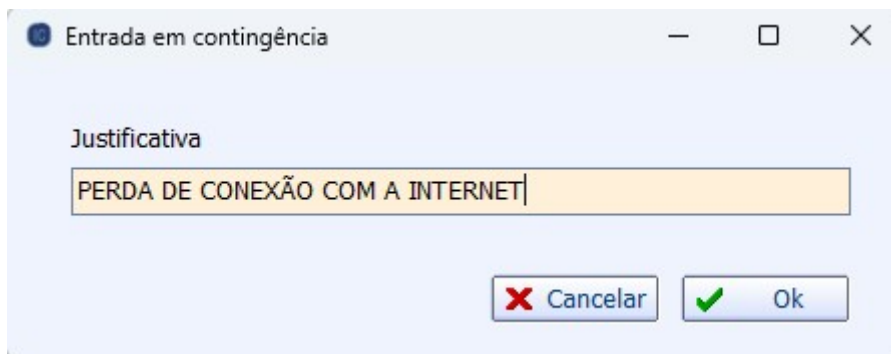 Entrada em contingência
Justificativa
PERDA DE CONEXÃO COM A INTERNET
Cancelar
Ok